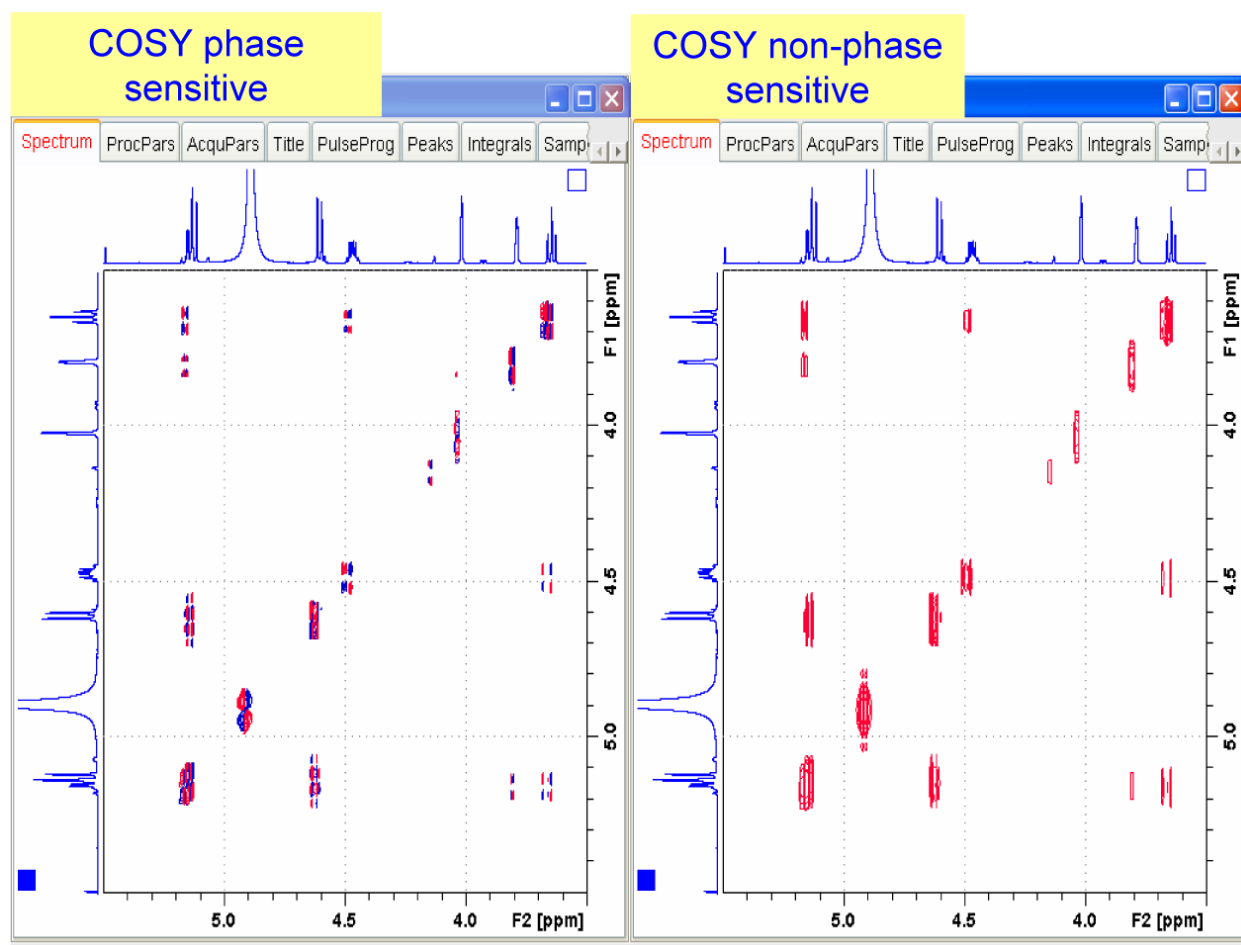 COSY phase
sensitive
COSY non-phase
sensitive
Spectrum ProcPars AcquPars Title PulseProg Peaks Integrals Samp
Spectrum ProcPars AcquPars Title PulseProg Peaks Integrals Samp
F1 [ppm]
4.0
4.5
5.0
5.0 4.5 4.0 F2 [ppm]
F1 [ppm]
4.0
4.5
5.0
5.0 4.5 4.0 F2 [ppm]